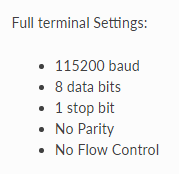 Full terminal Settings:
• 115200 baud
• 8 data bits
• 1 stop bit
• No Parity
• No Flow Control